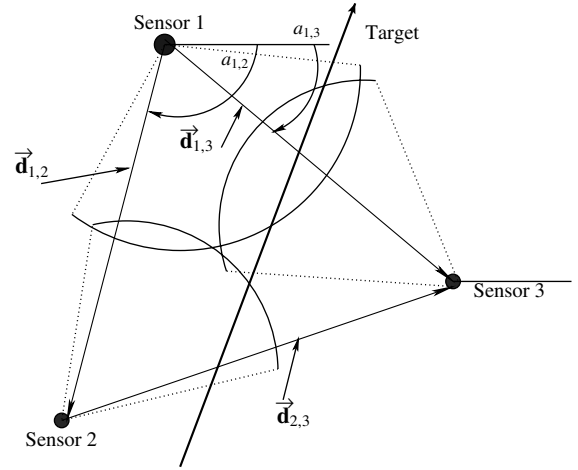 Sensor 1
Target
a1,3
a1,2
d1,3
d1,2
Sensor 3
d2,3
Sensor 2